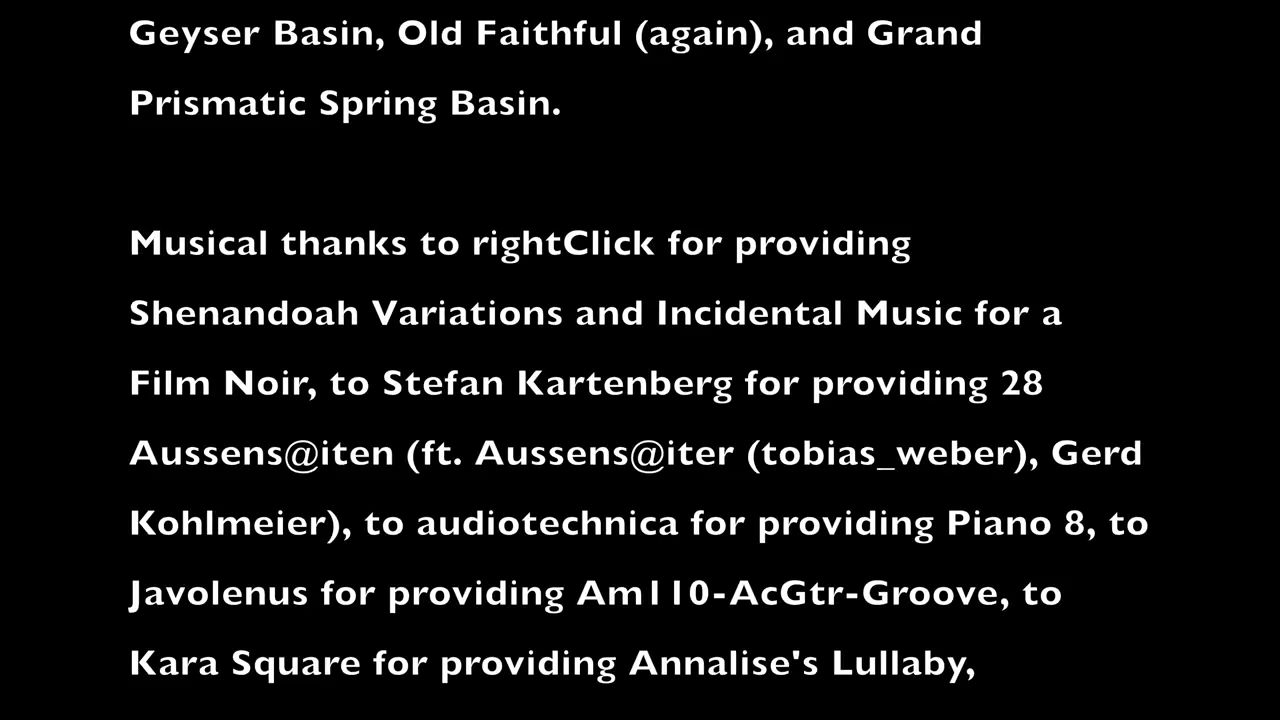 Geyser Basin, Old Faithful (again), and Grand
Prismatic Spring Basin.
Musical thanks to rightClick for providing
Shenandoah Variations and Incidental Music for a
Film Noir, to Stefan Kartenberg for providing 28
Aussens@iten (ft. Aussens@iter (tobias_weber), Gerd
Kohlmeier), to audiotechnica for providing Piano 8, to
Javolenus for providing Am110-AcGtr-Groove, to
Kara Square for providing Annalise's Lullaby,